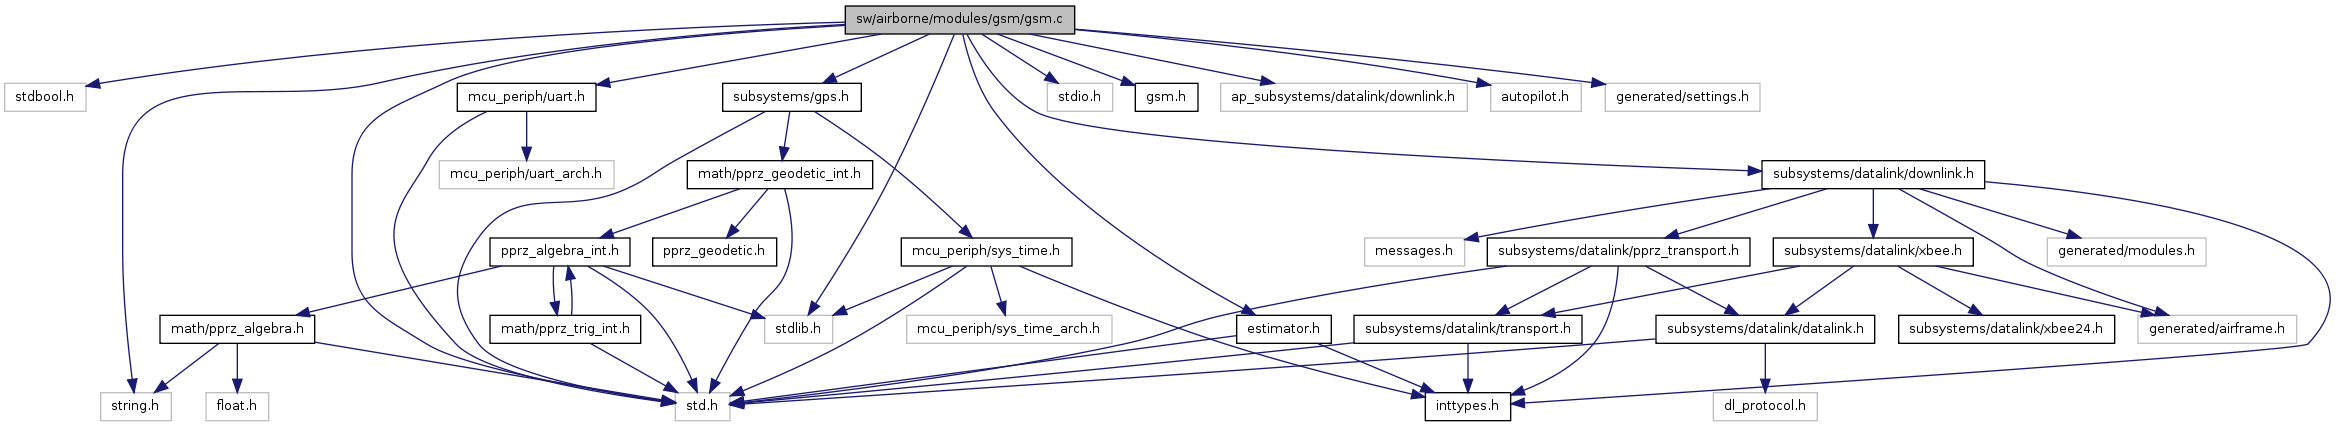 sw/airborne/modules/gsm/gsm.c
stdbool.h
mcu_periph/uart.h
subsystems/gps.h
stdio.h
gsm.h
ap_subsystems/datalink/downlink.h
autopilot.h
generated/settings.h
mcu_periph/uart_arch.h
math/pprz_geodetic_int.h
subsystems/datalink/downlink.h
pprz_algebra_int.h
pprz_geodetic.h
mcu_periph/sys_time.h
messages.h
subsystems/datalink/pprz_transport.h
subsystems/datalink/xbee.h
generated/modules.h
math/pprz_algebra.h
math/pprz_trig_int.h
stdlib.h
mcu_periph/sys_time_arch.h
estimator.h
subsystems/datalink/transport.h
subsystems/datalink/datalink.h
subsystems/datalink/xbee24.h
generated/airframe.h
string.h
float.h
std.h
inttypes.h
dl_protocol.h